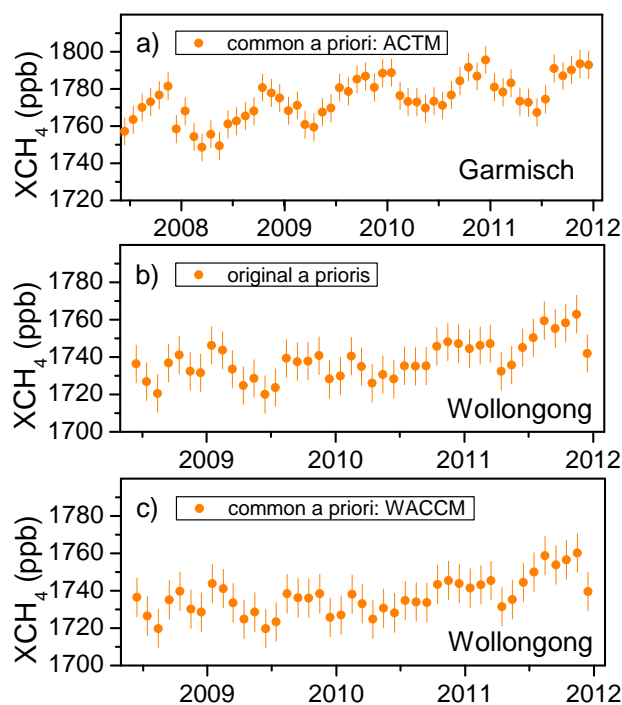 a) common a priori: ACTM
XCH4 (ppb)
1800
1780
1760
1740
1720
Garmisch
2008 2009 2010 2011 2012
b) original a prioris
XCH4 (ppb)
1780
1760
1740
1720
1700
Wollongong
2009 2010 2011 2012
c) common a priori: WACCM
XCH4 (ppb)
1780
1760
1740
1720
1700
Wollongong
2009 2010 2011 2012